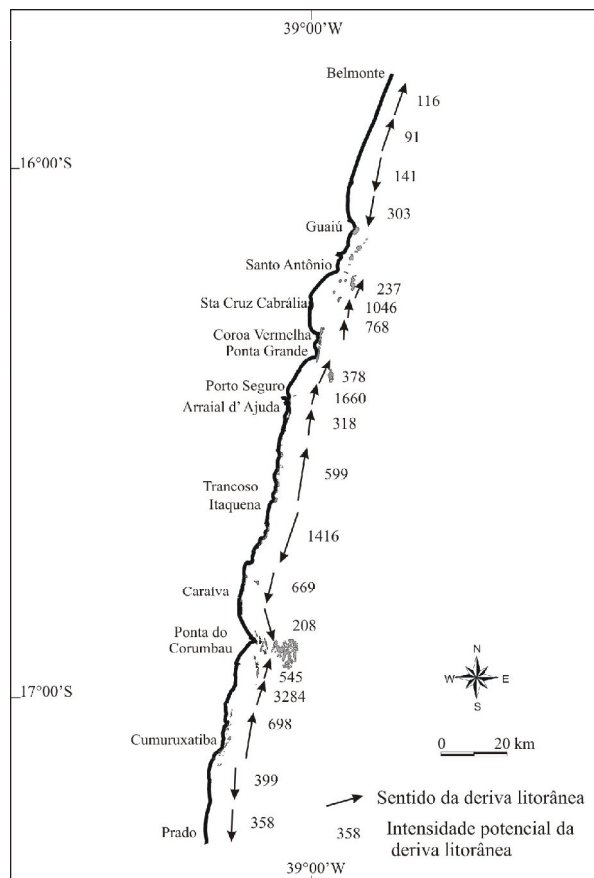 39°00'W
Belmonte
116
91
16°00'S
141
303
Guaiú
Santo Antônio
237
Sta Cruz Cabrália
1046
768
Coroa Vermelha
Ponta Grande
378
Porto Seguro
1660
Arraial d' Ajuda
318
599
Trancoso
Itaquena
1416
669
Caraíva
208
Ponta do
Corumbau
545
N
W E
S
17°00'S
3284
698
Cumuruxatiba
0 20 km
399
Sentido da deriva litorânea
358
Prado
358 Intensidade potencial da
deriva litorânea
39°00'W